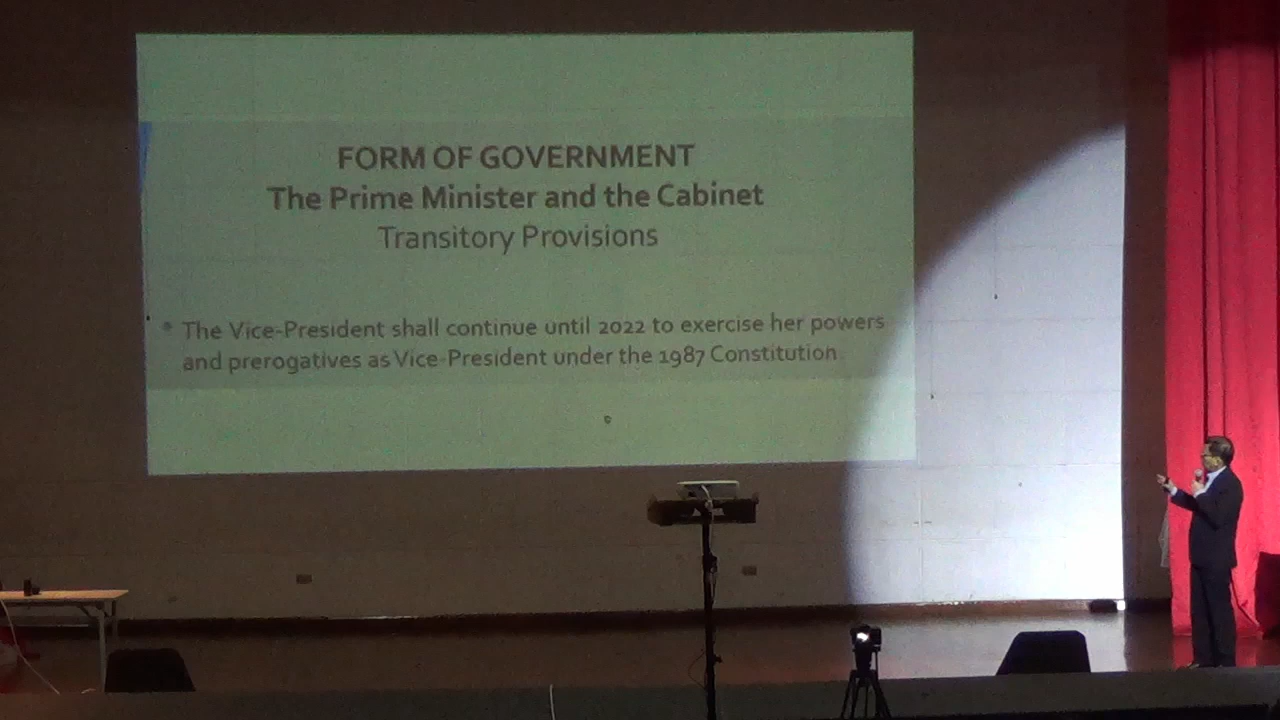 FORM OF GOVERNMENT
The Prime Minister and the Cabinet
Transitory Provisions
• The Vice-President shall continue until 2022 to exercise her powers
and prerogatives as Vice-President under the 1987 Constitution.